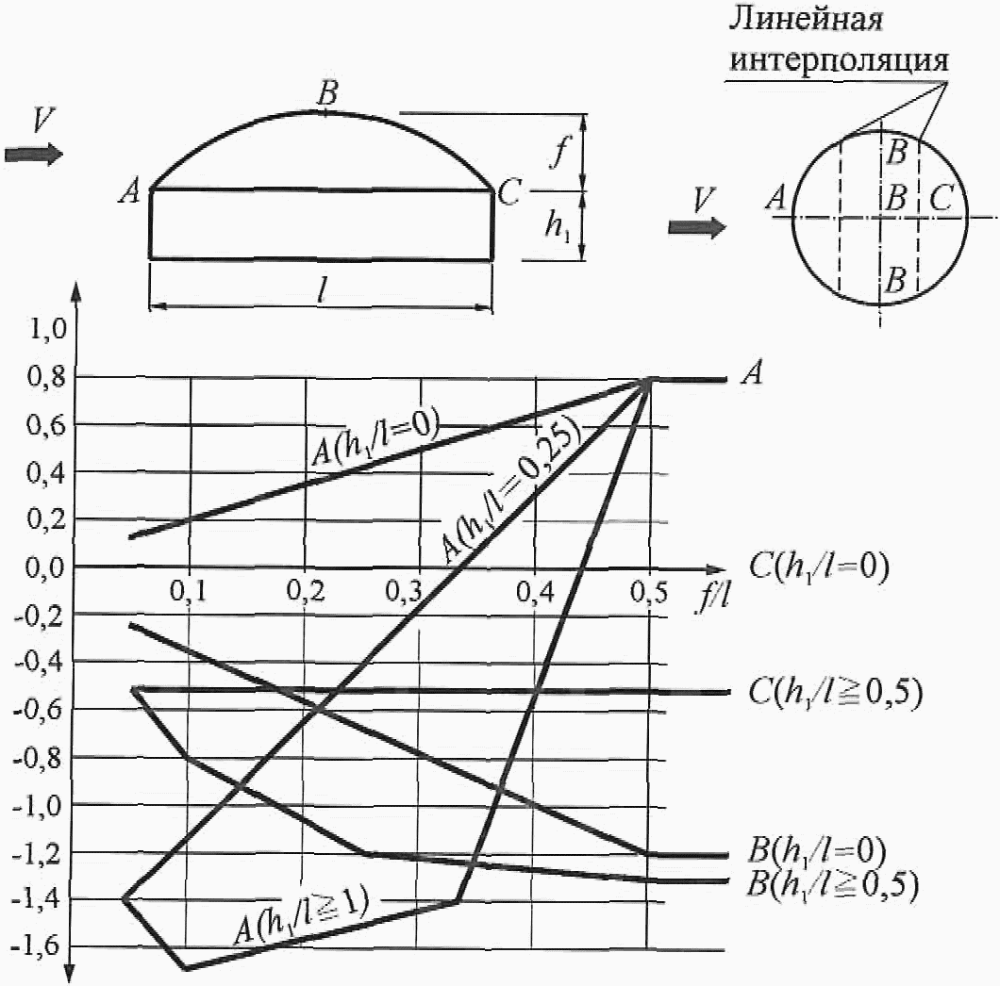 Линейная
интерполяция
B
V
f
A
C
h₁
l
V
A
B
B
C
B
1,0
0,8
A
0,6
A(h₁/l=0)
0,4
A(h₁/l=0,25)
0,2
0,0
C(h₁/l=0)
0,1
0,2
0,3
0,4
0,5
f/l
-0,2
-0,4
C(h₁/l≧0,5)
-0,6
-0,8
-1,0
-1,2
B(h₁/l=0)
B(h₁/l≧0,5)
-1,4
A(h₁/l≧1)
-1,6